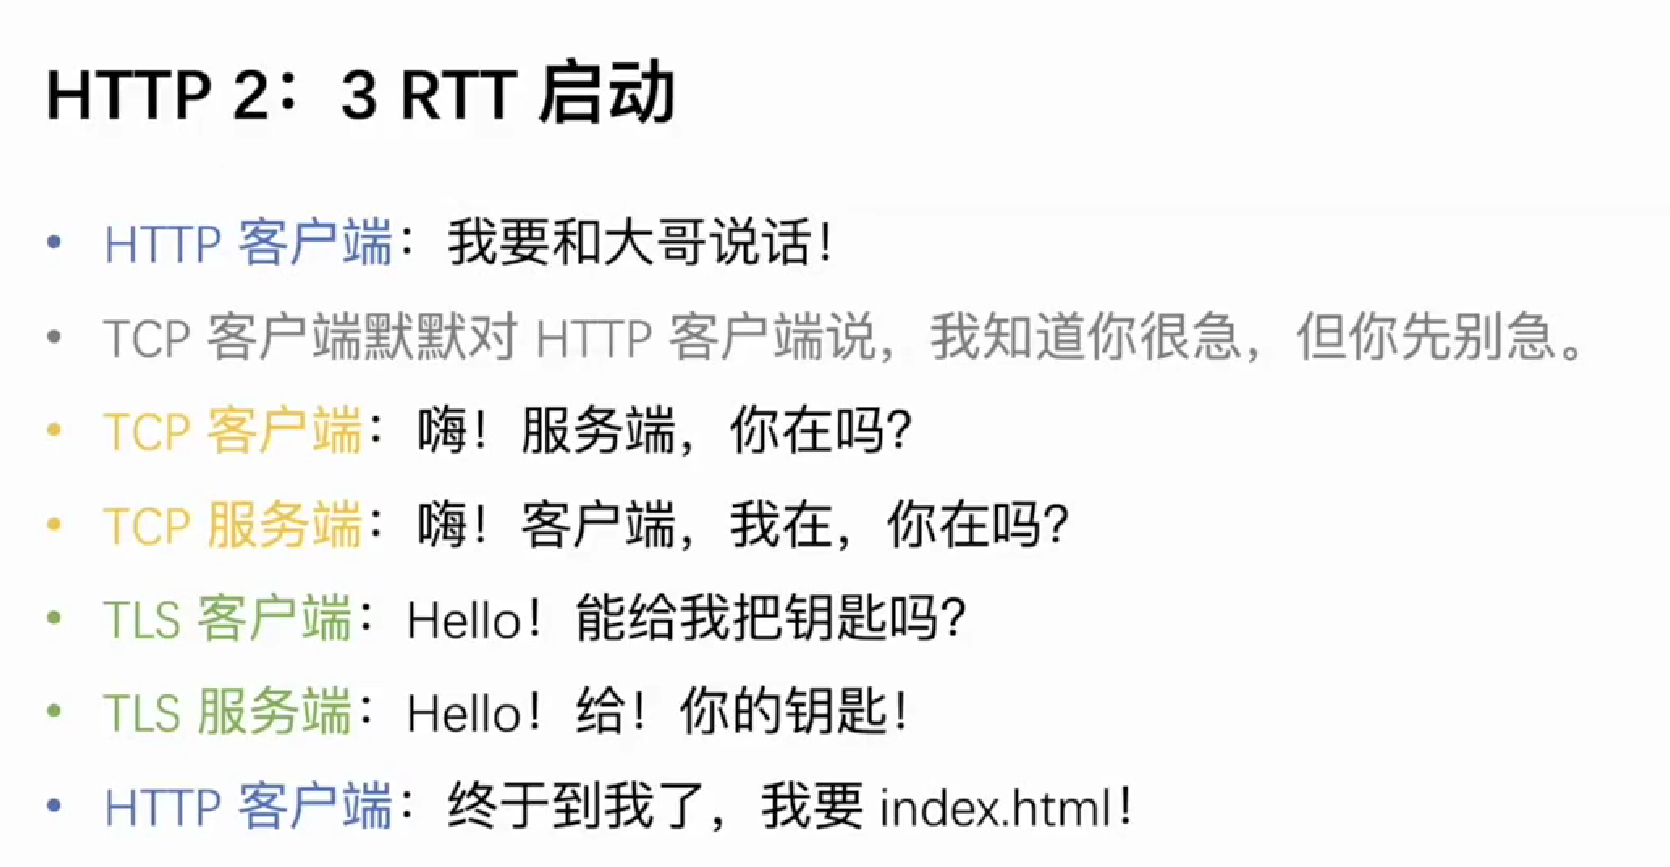 HTTP 2：3 RTT 启动
• HTTP 客户端：我要和大哥说话！
• TCP 客户端默默对 HTTP 客户端说，我知道你很急，但你先别急。
• TCP 客户端：嗨！服务端，你在吗？
• TCP 服务端：嗨！客户端，我在，你在吗？
• TLS 客户端：Hello！能给我把钥匙吗？
• TLS 服务端：Hello！给！你的钥匙！
• HTTP 客户端：终于到我了，我要 index.html！